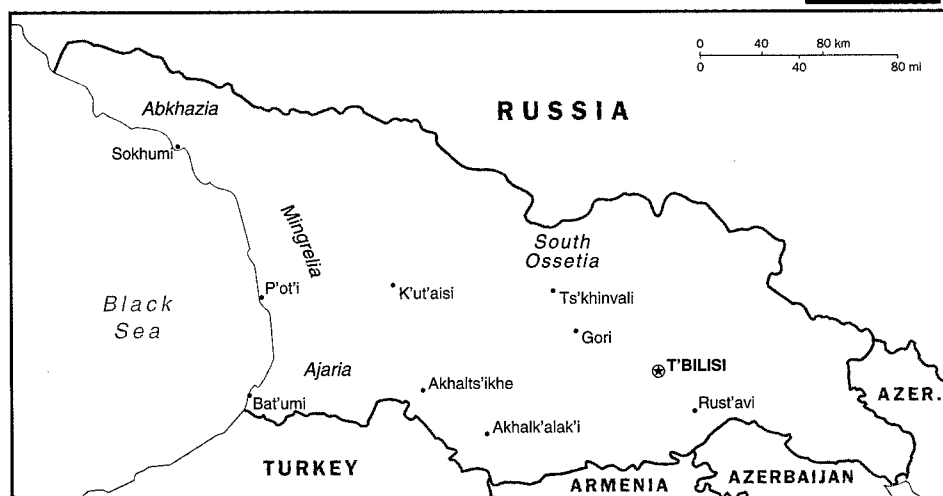 0 40 80 km
0 40 80 mi
RUSSIA
Abkhazia
Sokhumi
Mingrelia
South
Ossetia
P'ot'i
K'ut'aisi
Ts'khinvali
Black
Sea
Gori
Ajaria
T'BILISI
Akhalts'ikhe
AZER.
Bat'umi
Rust'avi
Akhalk'alak'i
TURKEY
AZERBAIJAN
ARMENIA